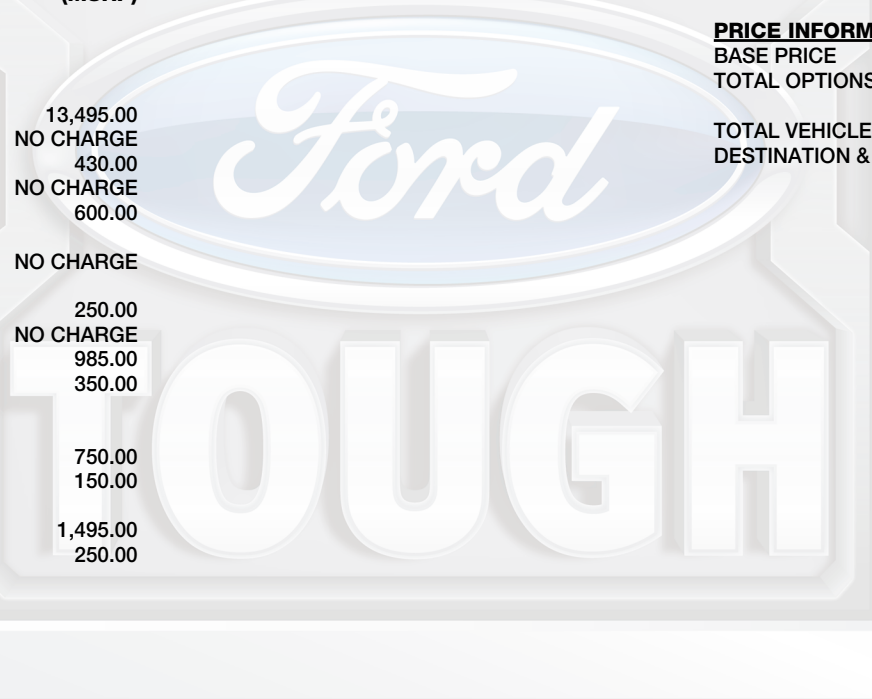 13,495.00
NO CHARGE
430.00
NO CHARGE
600.00
NO CHARGE
250.00
NO CHARGE
985.00
350.00
750.00
150.00
1,495.00
250.00
PRICE INFORM
BASE PRICE
TOTAL OPTIONS
TOTAL VEHICLE
DESTINATION &
Ford
TOUGH